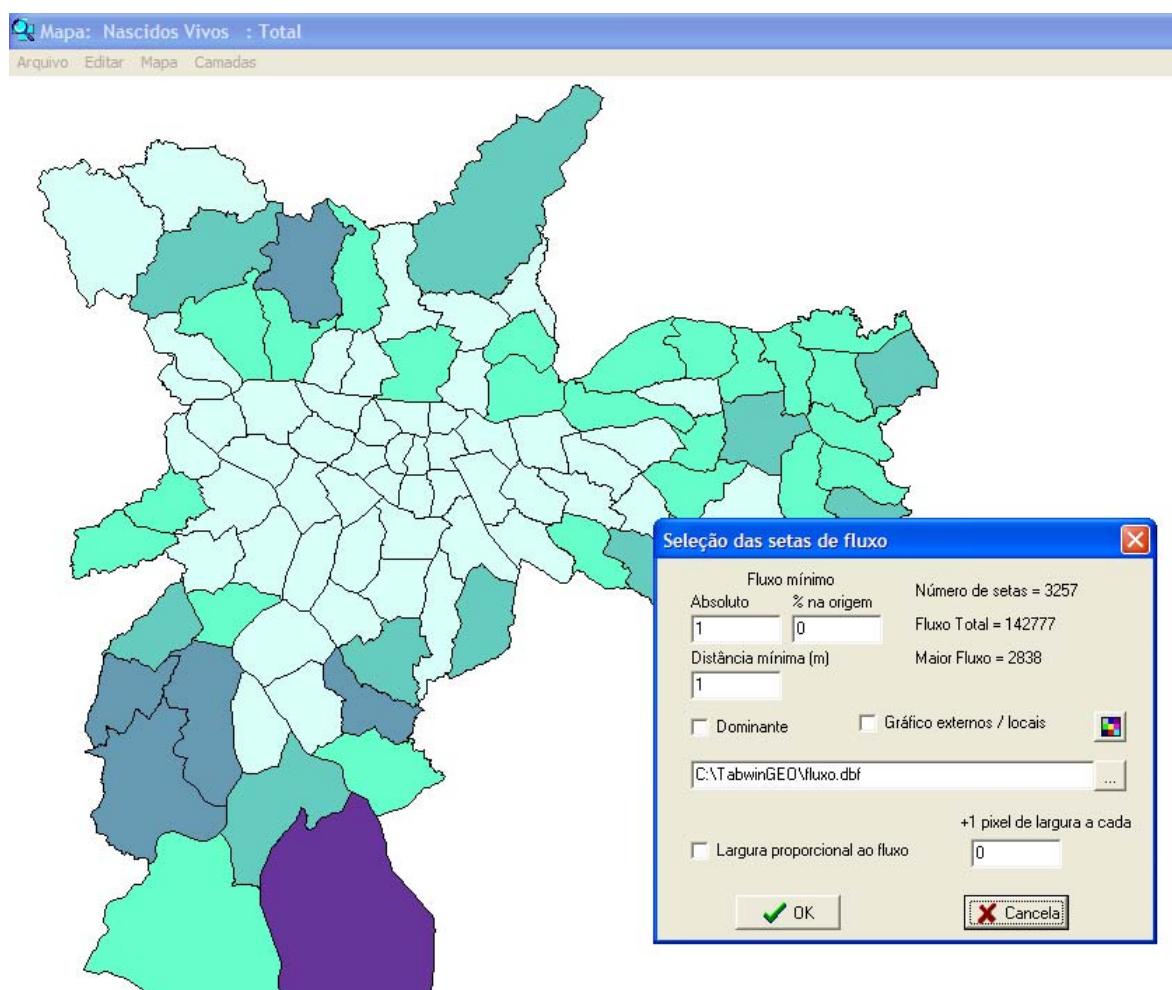 Mapa: Nascidos Vivos : Total
Arquivo Editar Mapa Camadas
Seleção das setas de fluxo
Fluxo mínimo
Absoluto % na origem
1 0
Distância mínima (m)
1
Número de setas = 3257
Fluxo Total = 142777
Maior Fluxo = 2838
Dominante Gráfico externos / locais
C:\TabwinGEO\fluxo.dbf ...
+1 pixel de largura a cada
Largura proporcional ao fluxo 0
OK Cancela